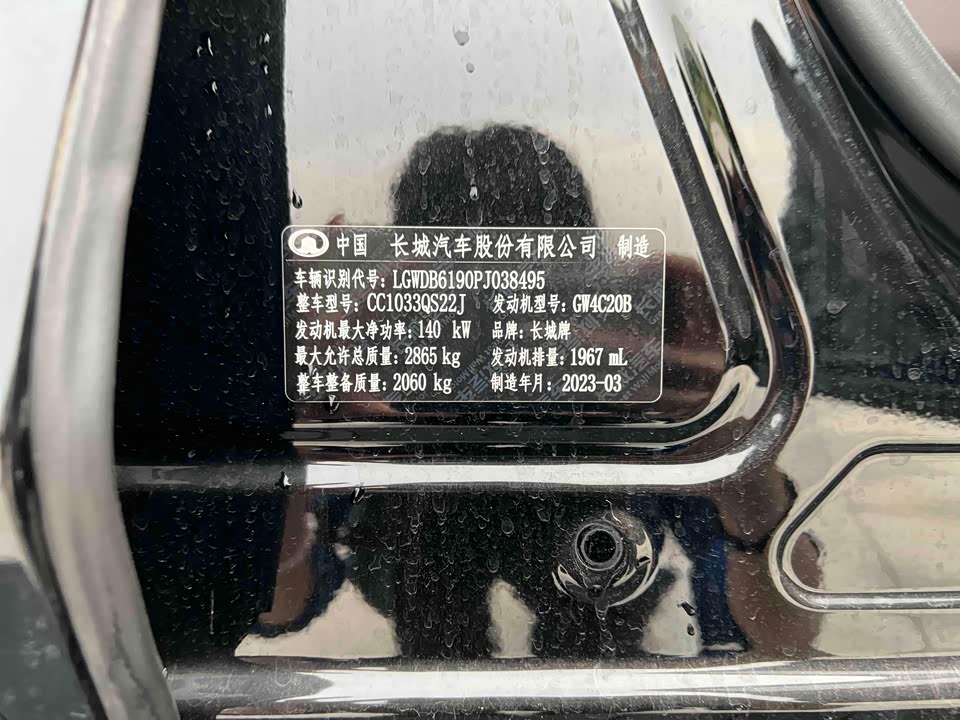 中国 长城汽车股份有限公司 制造
车辆识别代号: LGWDB6190PJ038495
整车型号: CC1033QS22J 发动机型号: GW4C20B
发动机最大净功率: 140 kW 品牌: 长城牌
最大允许总质量: 2865 kg 发动机排量: 1967 mL
整车整备质量: 2060 kg 制造年月: 2023-03